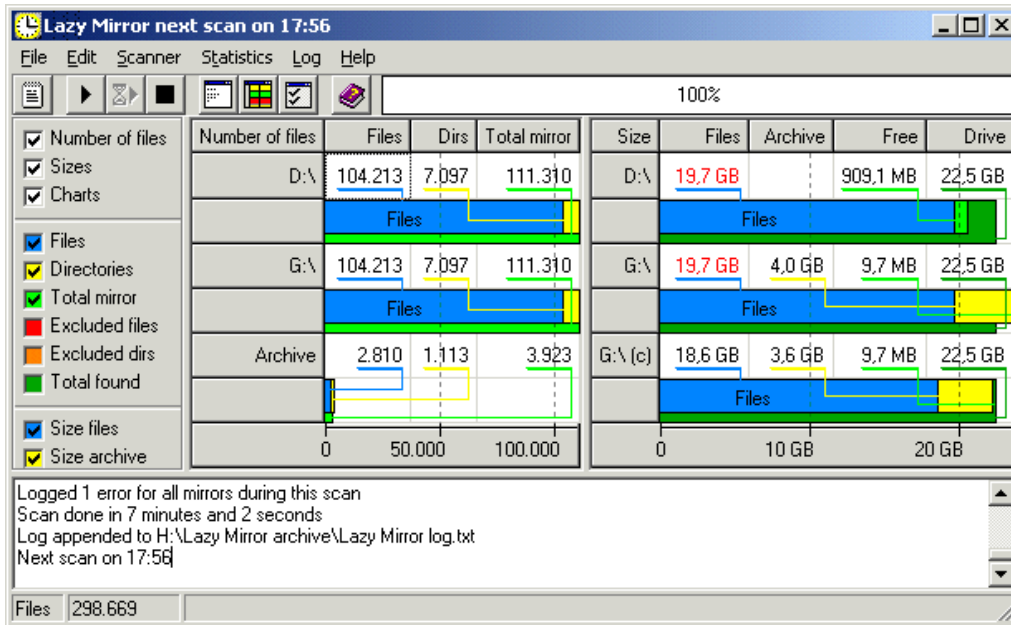 Lazy Mirror next scan on 17:56
File Edit Scanner Statistics Log Help
100%
Number of files
Sizes
Charts
Files
Directories
Total mirror
Excluded files
Excluded dirs
Total found
Size files
Size archive
Number of files Files Dirs Total mirror
D:\ 104.213 7.097 111.310
Files
G:\ 104.213 7.097 111.310
Files
Archive 2.810 1.113 3.923
0 50.000 100.000
Size Files Archive Free Drive
D:\ 19,7 GB 909,1 MB 22,5 GB
Files
G:\ 19,7 GB 4,0 GB 9,7 MB 22,5 GB
Files
G:\ (c) 18,6 GB 3,6 GB 9,7 MB 22,5 GB
Files
0 10 GB 20 GB
Logged 1 error for all mirrors during this scan
Scan done in 7 minutes and 2 seconds
Log appended to H:\Lazy Mirror archive\Lazy Mirror log.txt
Next scan on 17:56
Files 298.669